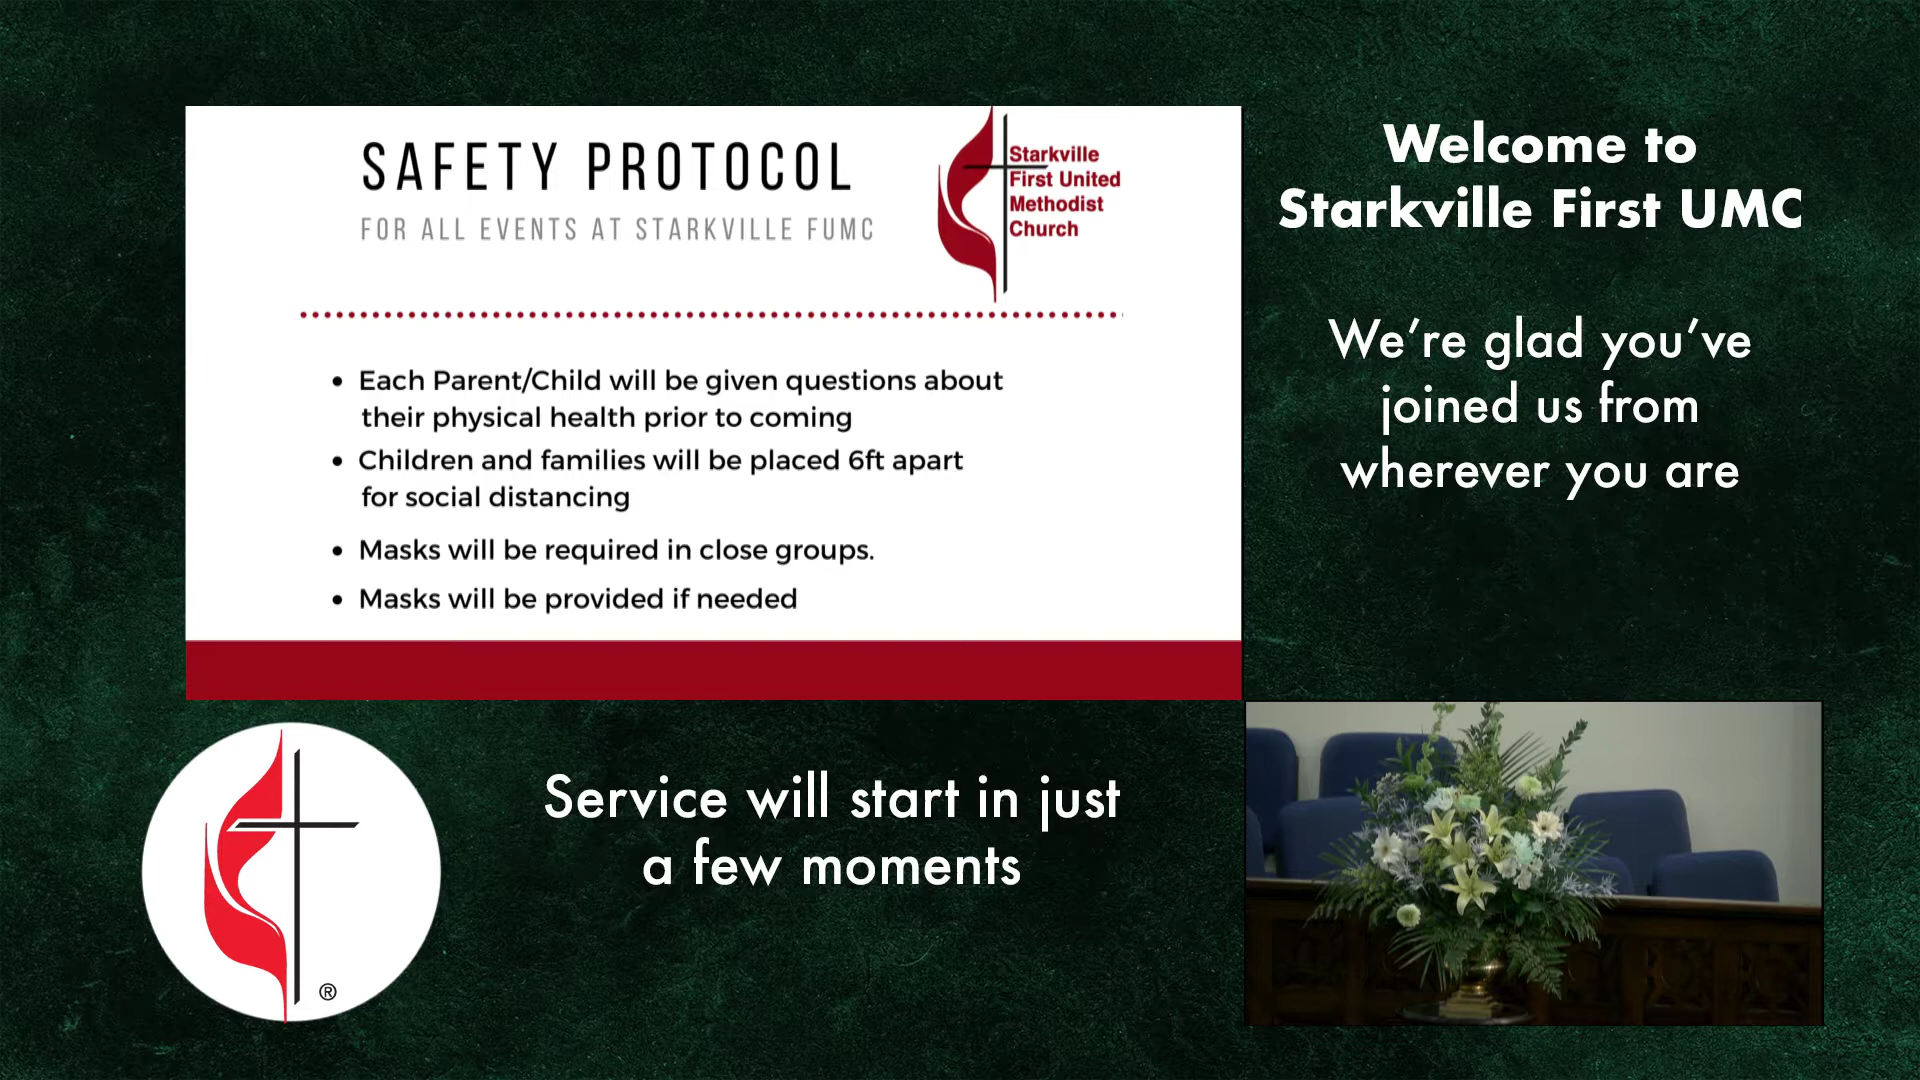 SAFETY PROTOCOL
FOR ALL EVENTS AT STARKVILLE FUMC
Starkville
First United
Methodist
Church
• Each Parent/Child will be given questions about
their physical health prior to coming
• Children and families will be placed 6ft apart
for social distancing
• Masks will be required in close groups.
• Masks will be provided if needed
Welcome to
Starkville First UMC
We’re glad you’ve
joined us from
wherever you are
Service will start in just
a few moments
®